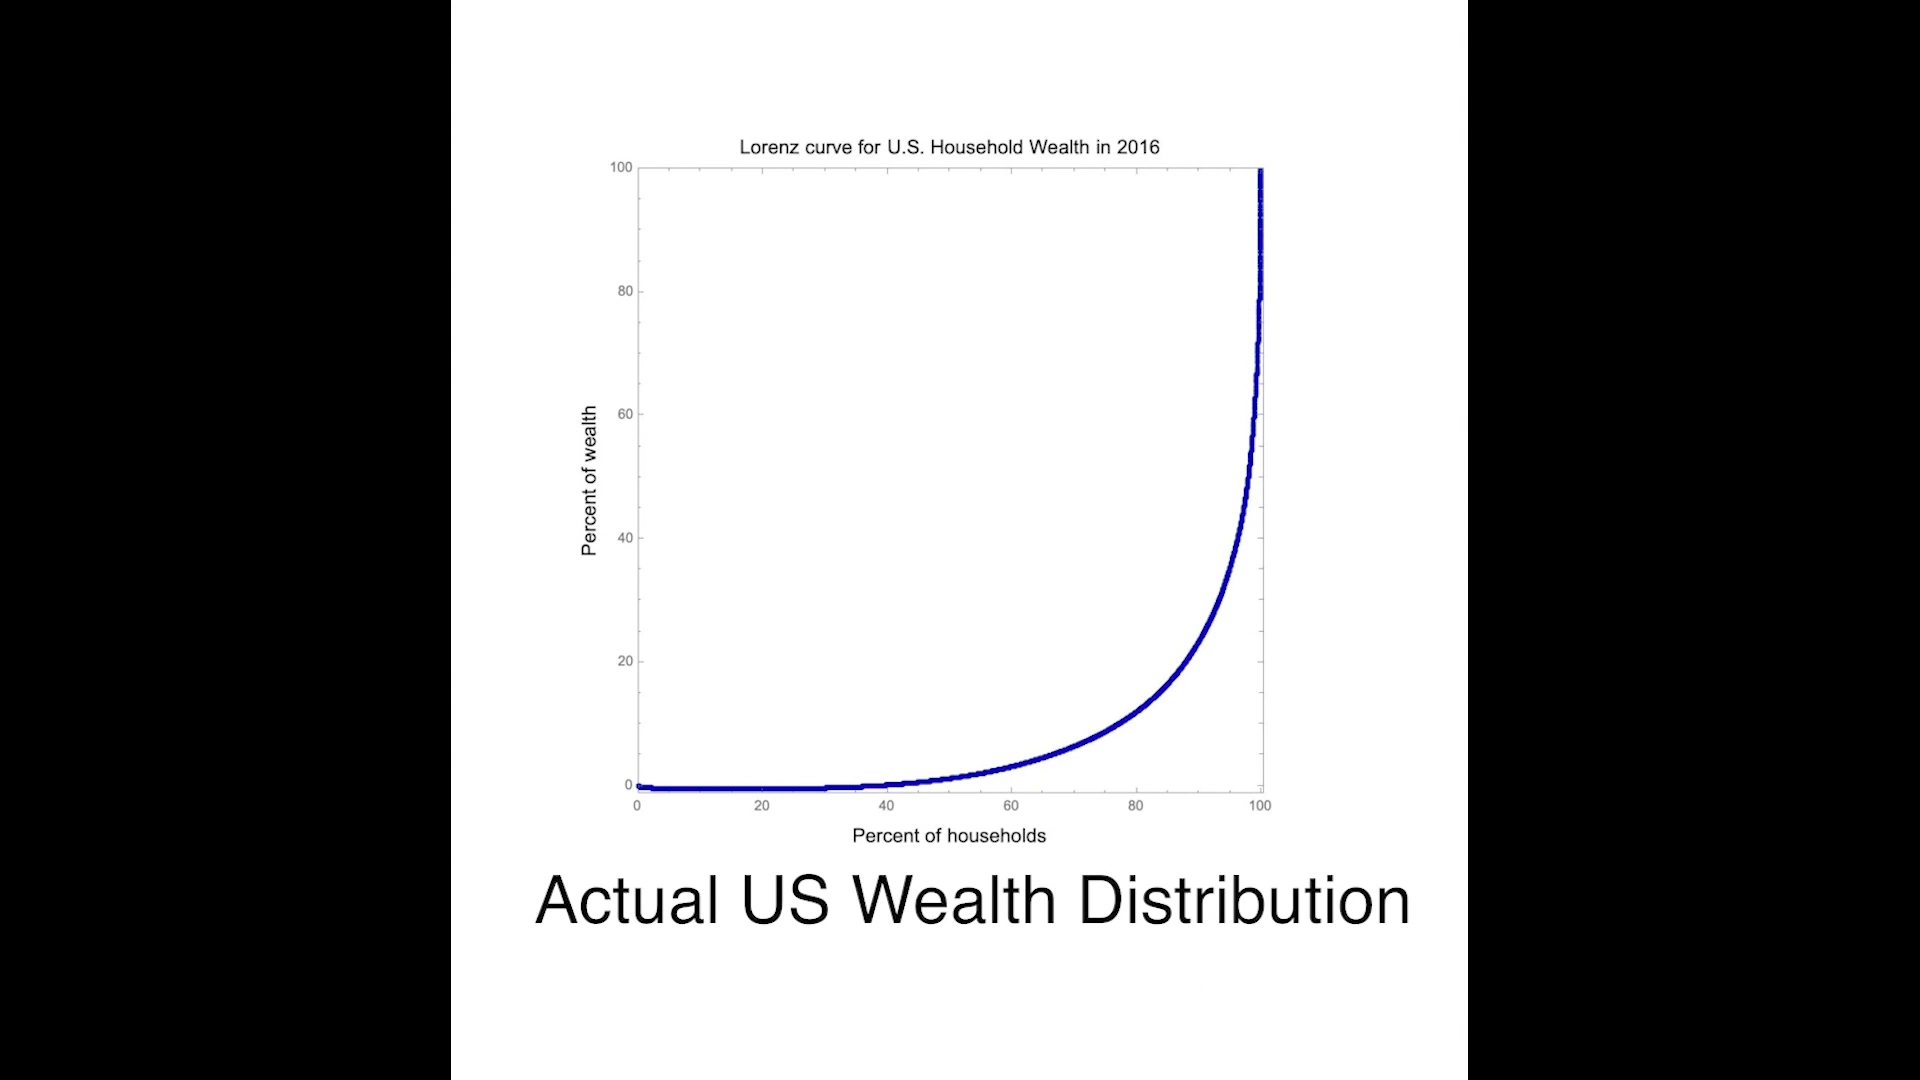 Lorenz curve for U.S. Household Wealth in 2016
100
80
60
40
20
0
Percent of wealth
0 20 40 60 80 100
Percent of households
Actual US Wealth Distribution